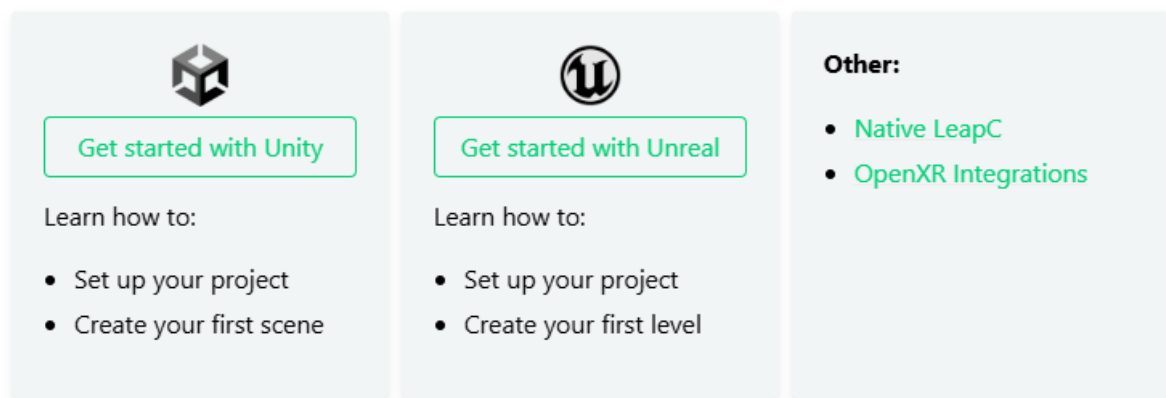 Get started with Unity
Learn how to:
Set up your project
Create your first scene
Get started with Unreal
Learn how to:
Set up your project
Create your first level
Other:
Native LeapC
OpenXR Integrations